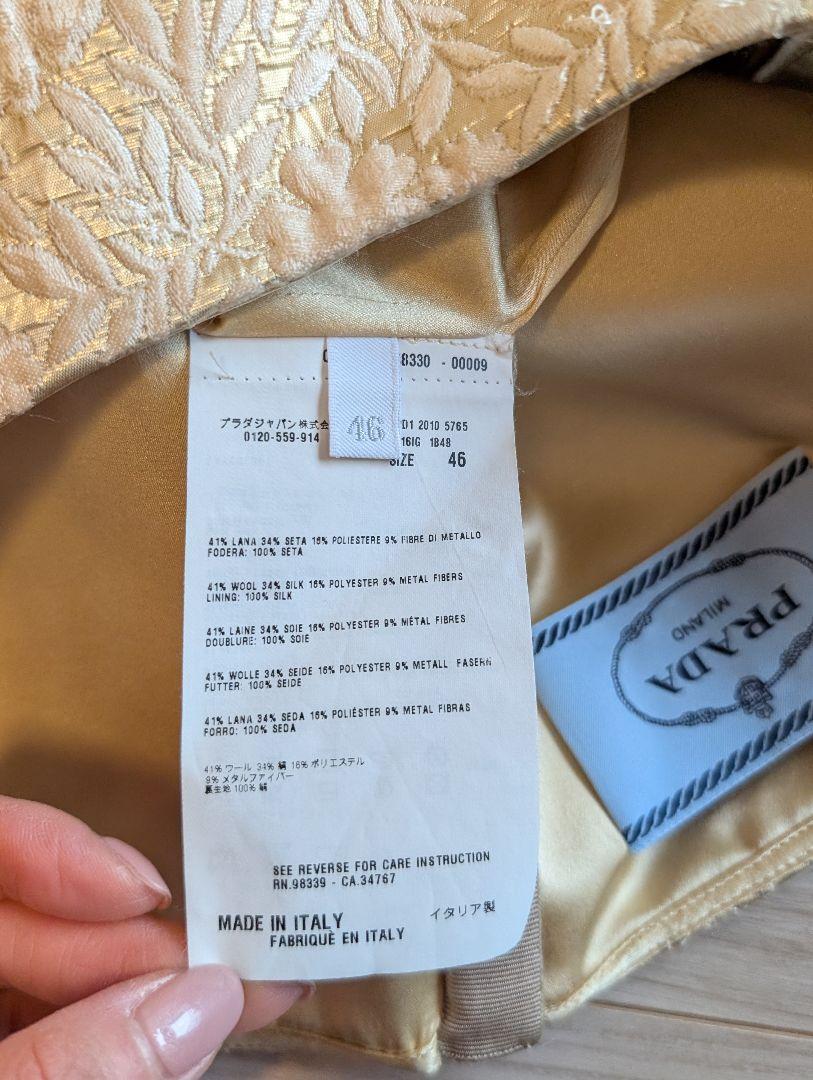 8330 - 00009
プラダジャパン株式会
0120-559-914
46
D1 2010 5765
16IG 1848
SIZE 46
41% LANA 34% SETA 16% POLIESTERE 9% FIBRE DI METALLO
FODERA: 100% SETA
41% WOOL 34% SILK 16% POLYESTER 9% METAL FIBERS
LINING: 100% SILK
41% LAINE 34% SOIE 16% POLYESTER 9% MÉTAL FIBRES
DOUBLURE: 100% SOIE
41% WOLLE 34% SEIDE 16% POLYESTER 9% METALL FASERN
FUTTER: 100% SEIDE
41% LANA 34% SEDA 16% POLIÉSTER 9% METAL FIBRAS
FORRO: 100% SEDA
41% ウール 34% 絹 16% ポリエステル
9% メタルファイバー
裏生地 100% 絹
SEE REVERSE FOR CARE INSTRUCTION
RN.98339 - CA.34767
MADE IN ITALY
イタリア製
FABRIQUÉ EN ITALY
PRADA
MILANO